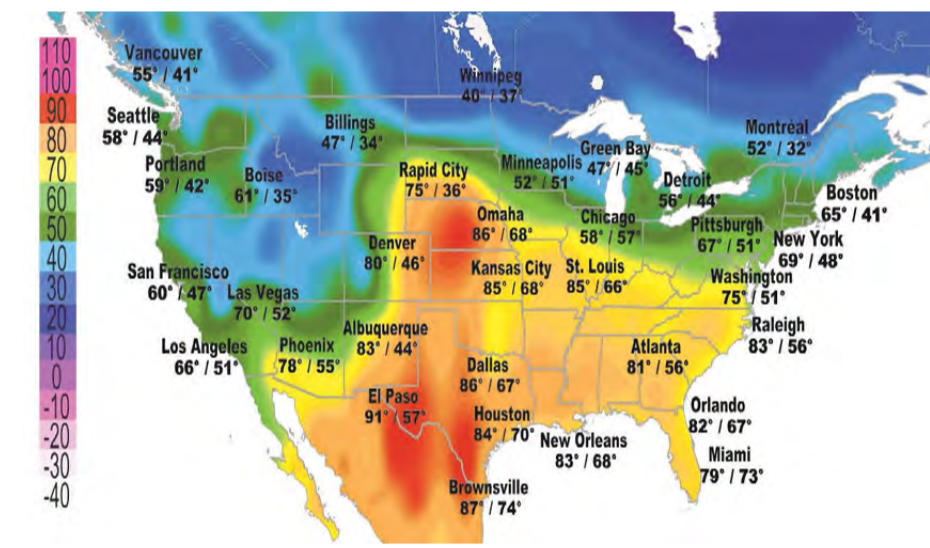 110
100
90
80
70
60
50
40
30
20
10
0
-10
-20
-30
-40
Vancouver
55° / 41°
Winnipeg
40° / 37°
Seattle
58° / 44°
Billings
47° / 34°
Montréal
52° / 32°
Green Bay
47° / 45°
Portland
59° / 42°
Boise
61° / 35°
Rapid City
75° / 36°
Minneapolis
52° / 51°
Detroit
56° / 44°
Boston
65° / 41°
Omaha
86° / 68°
Chicago
58° / 57°
Pittsburgh
67° / 51°
New York
69° / 48°
Denver
80° / 46°
San Francisco
60° / 47°
Las Vegas
70° / 52°
Kansas City
85° / 68°
St. Louis
85° / 66°
Washington
75° / 51°
Raleigh
83° / 56°
Los Angeles
66° / 51°
Phoenix
78° / 55°
Albuquerque
83° / 44°
Dallas
86° / 67°
Atlanta
81° / 56°
El Paso
91° / 57°
Houston
84° / 70°
New Orleans
83° / 68°
Orlando
82° / 67°
Miami
79° / 73°
Brownsville
87° / 74°